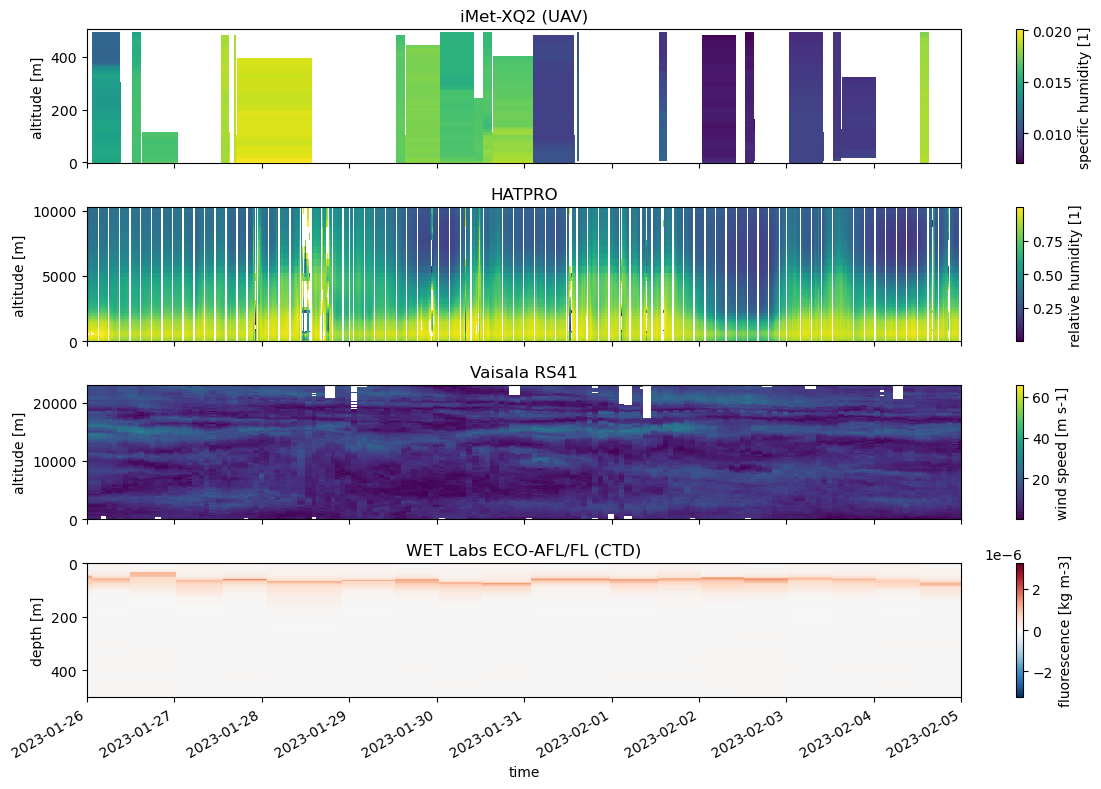 iMet-XQ2 (UAV)
altitude [m]
400
200
0
0.020
0.015
0.010
specific humidity [1]
HATPRO
altitude [m]
10000
5000
0
0.75
0.50
0.25
relative humidity [1]
Vaisala RS41
altitude [m]
20000
10000
0
60
40
20
wind speed [m s-1]
WET Labs ECO-AFL/FL (CTD)
depth [m]
0
200
400
1e−6
2
0
−2
fluorescence [kg m-3]
2023-01-26
2023-01-27
2023-01-28
2023-01-29
2023-01-30
2023-01-31
2023-02-01
2023-02-02
2023-02-03
2023-02-04
2023-02-05
time